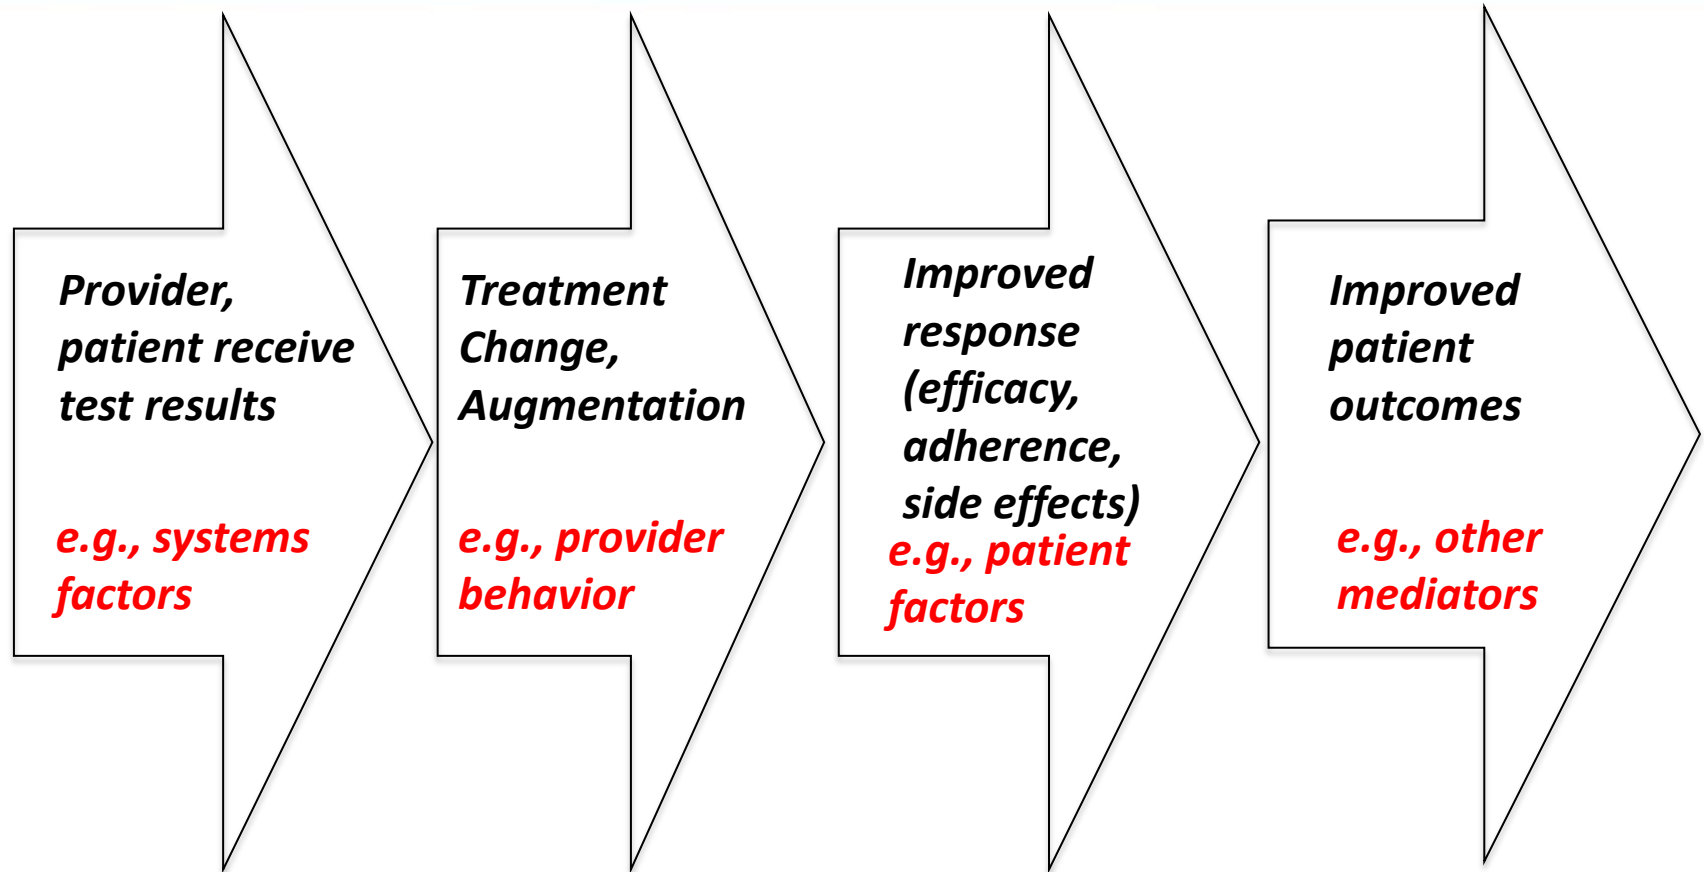 Provider,
patient receive
test results
e.g., systems
factors
Treatment
Change,
Augmentation
e.g., provider
behavior
Improved
response
(efficacy,
adherence,
side effects)
e.g., patient
factors
Improved
patient
outcomes
e.g., other
mediators